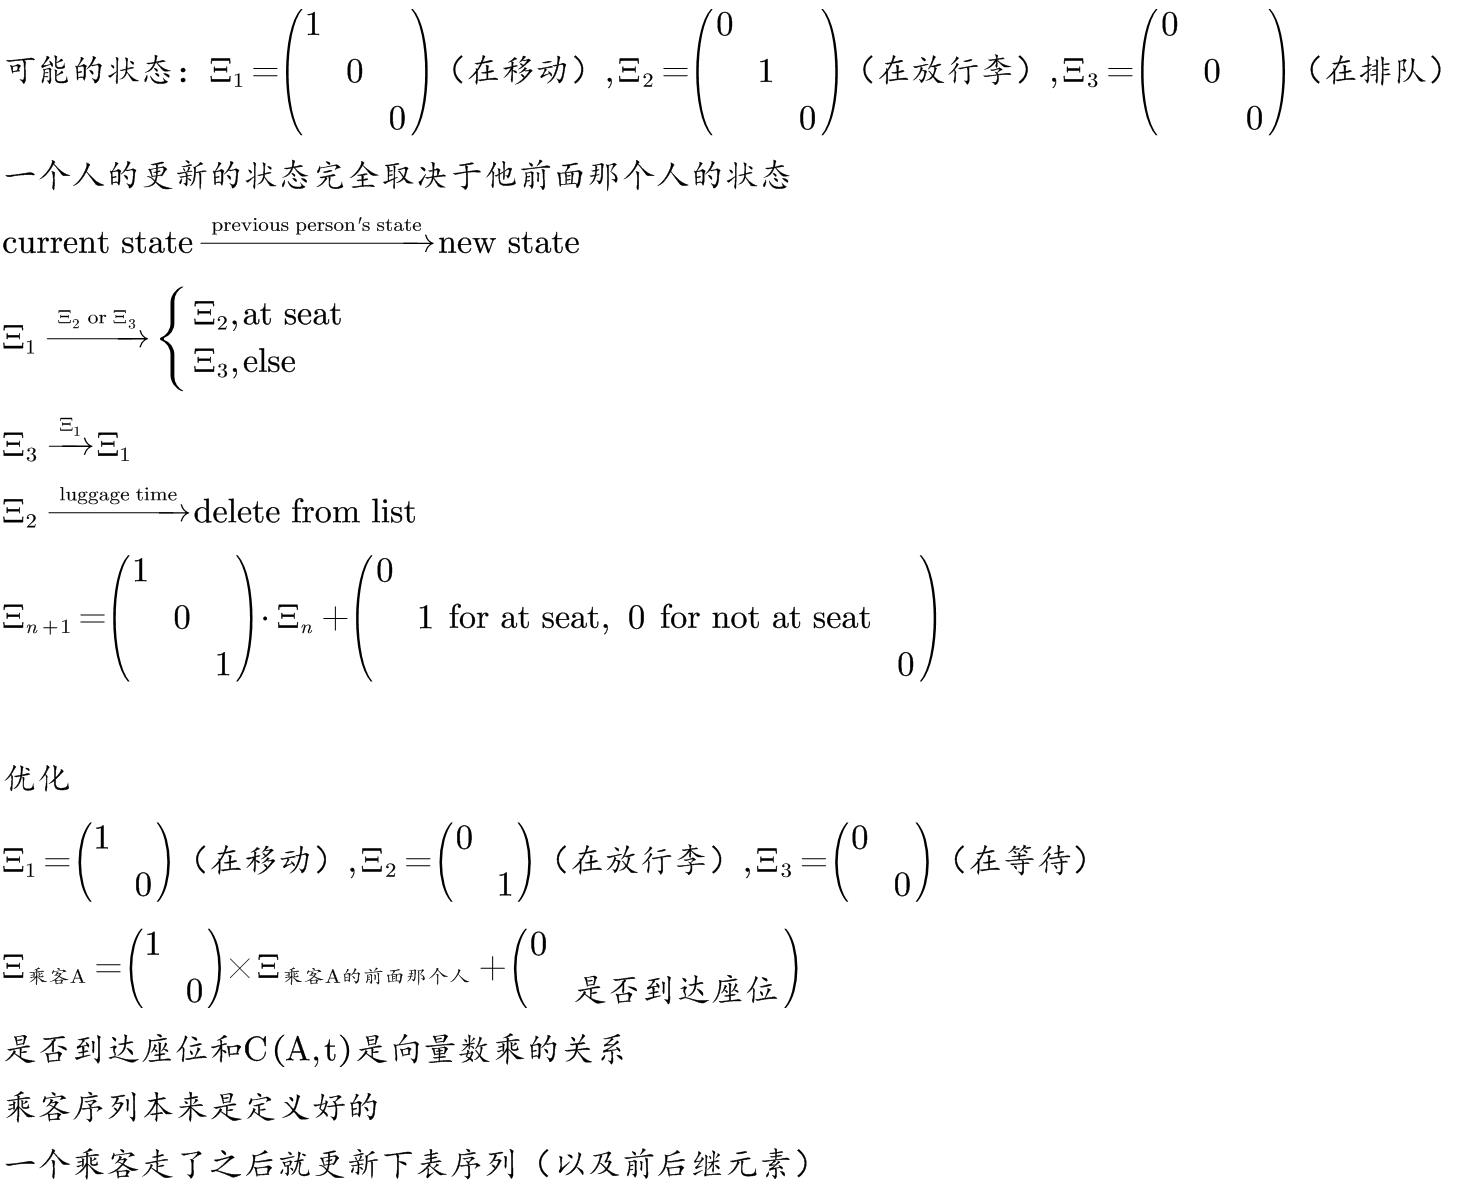 可能的状态：Ξ₁=(1 0 0)（在移动）,Ξ₂=(0 1 0)（在放行李）,Ξ₃=(0 0 0)（在排队）
一个人的更新的状态完全取决于他前面那个人的状态
current state previous person's state→ new state
Ξ₁ Ξ₂ or Ξ₃→ { Ξ₂,at seat
Ξ₃,else
Ξ₃ Ξ₁→ Ξ₁
Ξ₂ luggage time→ delete from list
Ξₙ₊₁=(1 0 1)·Ξₙ+(0 1 for at seat, 0 for not at seat 0)
优化
Ξ₁=(1 0)（在移动）,Ξ₂=(0 1)（在放行李）,Ξ₃=(0 0)（在等待）
Ξ乘客A=(1 0)×Ξ乘客A的前面那个人+(0 是否到达座位)
是否到达座位和C(A,t)是向量数乘的关系
乘客序列本来是定义好的
一个乘客走了之后就更新下表序列（以及前后继元素）